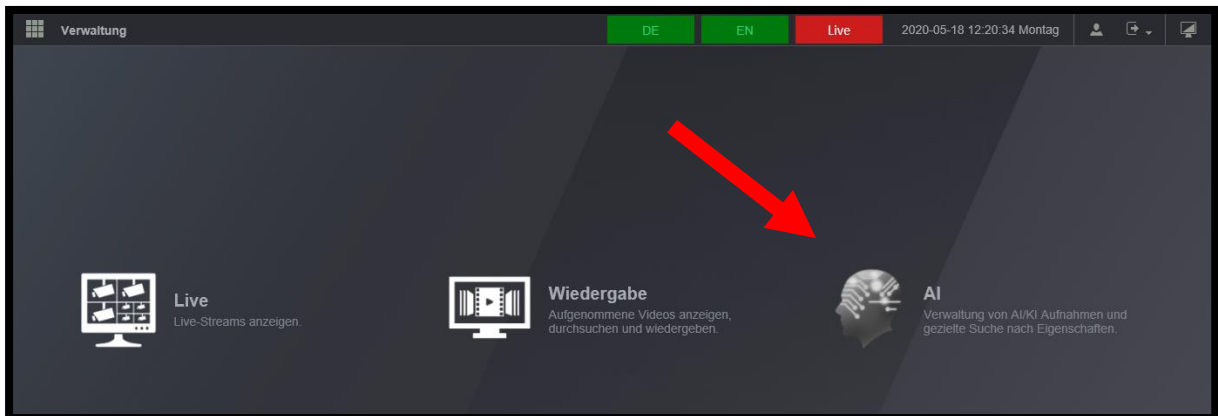 Verwaltung
DE
EN
Live
2020-05-18 12:20:34 Montag
Live
Live-Streams anzeigen.
Wiedergabe
Aufgenommene Videos anzeigen,
durchsuchen und wiedergeben.
AI
Verwaltung von AI/KI Aufnahmen und
gezielte Suche nach Eigenschaften.